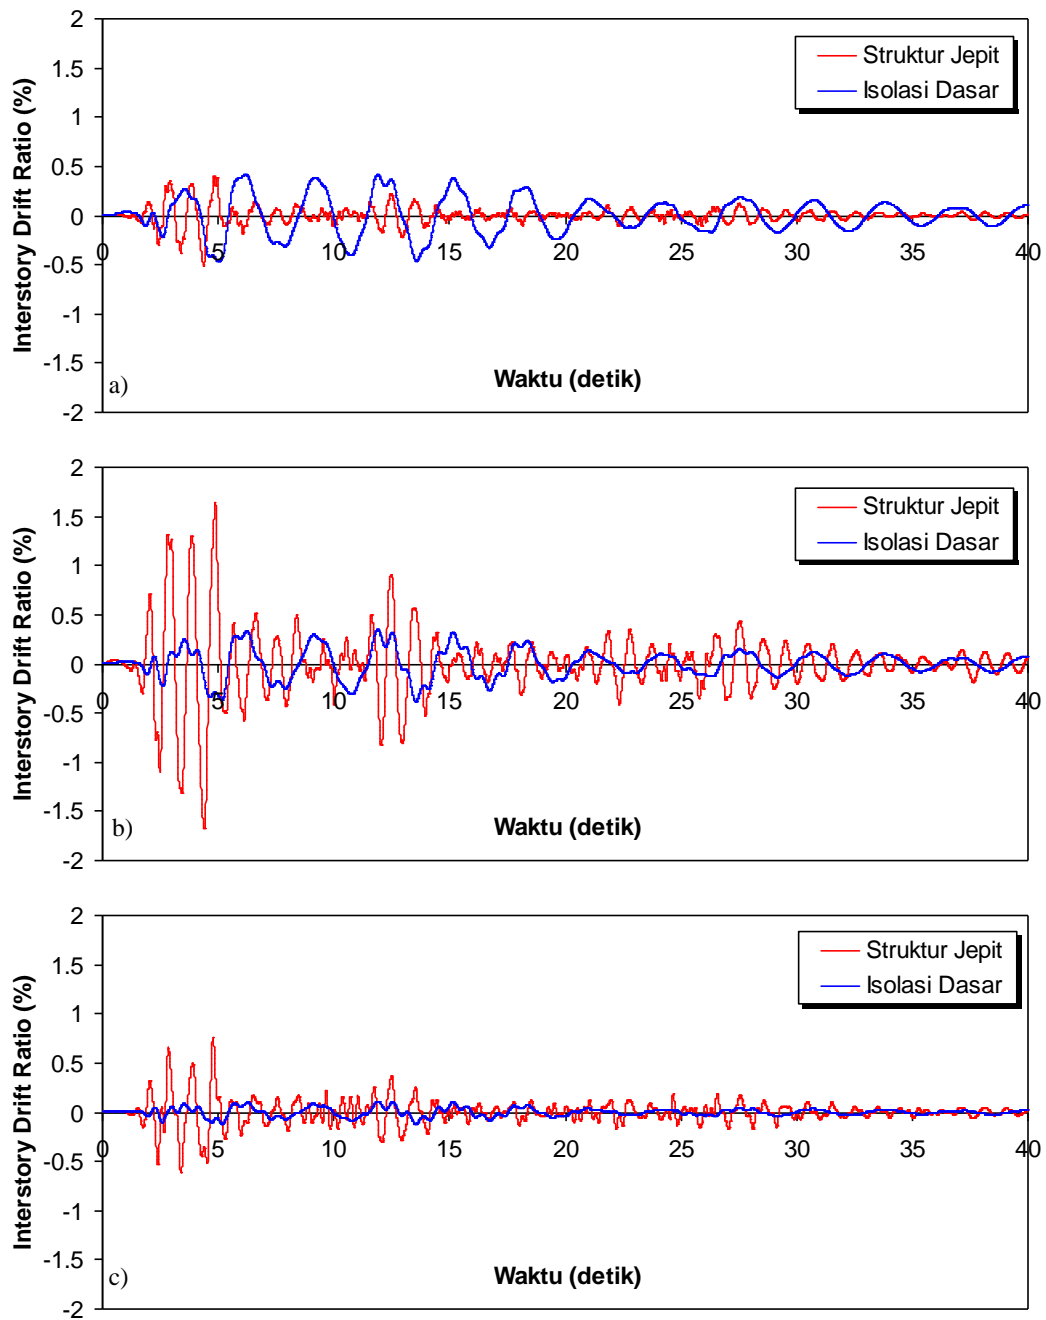 2
1.5
1
0.5
0
-0.5
-1
-1.5
-2
Interstory Drift Ratio (%)
Struktur Jepit
Isolasi Dasar
0 5 10 15 20 25 30 35 40
Waktu (detik)
a)
2
1.5
1
0.5
0
-0.5
-1
-1.5
-2
Interstory Drift Ratio (%)
Struktur Jepit
Isolasi Dasar
0 5 10 15 20 25 30 35 40
Waktu (detik)
b)
2
1.5
1
0.5
0
-0.5
-1
-1.5
-2
Interstory Drift Ratio (%)
Struktur Jepit
Isolasi Dasar
0 5 10 15 20 25 30 35 40
Waktu (detik)
c)